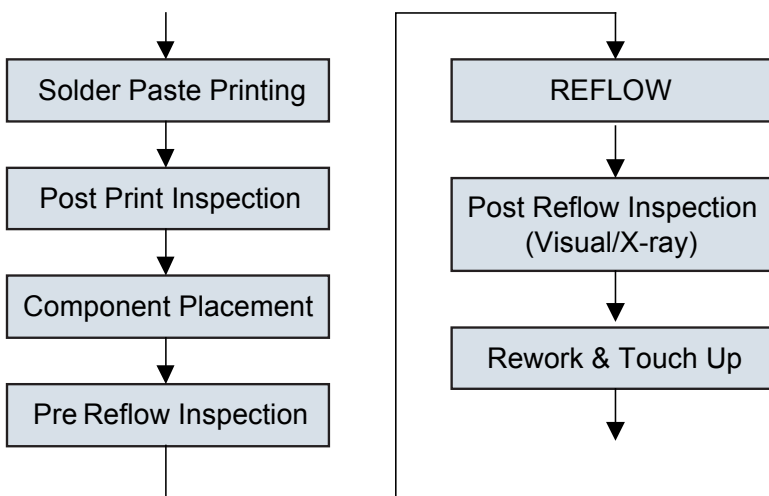 Solder Paste Printing
Post Print Inspection
Component Placement
Pre Reflow Inspection
REFLOW
Post Reflow Inspection
(Visual/X-ray)
Rework & Touch Up